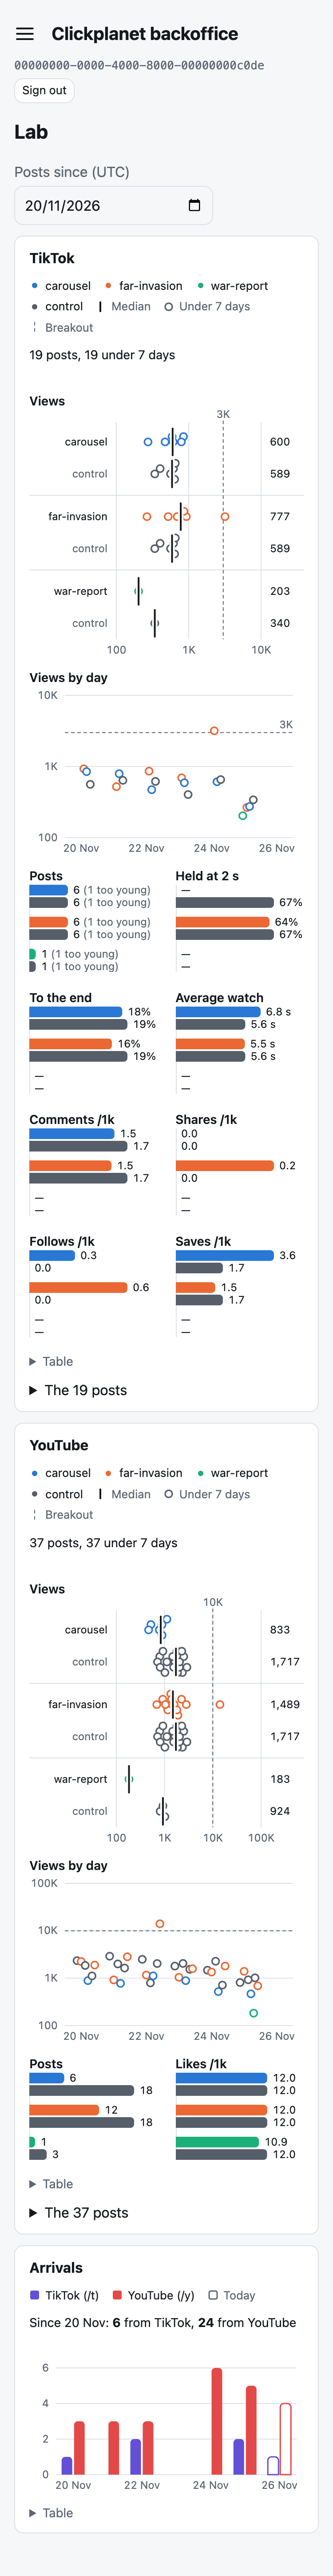 Clickplanet backoffice
00000000-0000-4000-8000-00000000c0de
Sign out
Lab
Posts since (UTC)
20/11/2026
TikTok
carousel far-invasion war-report
control Median Under 7 days
Breakout
19 posts, 19 under 7 days
Views
3K
carousel 600
control 589
far-invasion 777
control 589
war-report 203
control 340
100 1K 10K
Views by day
10K
3K
1K
100
20 Nov 22 Nov 24 Nov 26 Nov
Posts
6 (1 too young)
6 (1 too young)
6 (1 too young)
6 (1 too young)
1 (1 too young)
1 (1 too young)
Held at 2 s
—
67%
64%
67%
—
—
To the end
18%
19%
16%
19%
—
—
Average watch
6.8 s
5.6 s
5.5 s
5.6 s
—
—
Comments /1k
1.5
1.7
1.5
1.7
—
—
Shares /1k
0.0
0.0
0.2
0.0
—
—
Follows /1k
0.3
0.0
0.6
0.0
—
—
Saves /1k
3.6
1.7
1.5
1.7
—
—
Table
The 19 posts
YouTube
carousel far-invasion war-report
control Median Under 7 days
Breakout
37 posts, 37 under 7 days
Views
10K
carousel 833
control 1,717
far-invasion 1,489
control 1,717
war-report 183
control 924
100 1K 10K 100K
Views by day
100K
10K
1K
100
20 Nov 22 Nov 24 Nov 26 Nov
Posts
6
18
12
18
1
3
Likes /1k
12.0
12.0
12.0
12.0
10.9
12.0
Table
The 37 posts
Arrivals
TikTok (/t) YouTube (/y) Today
Since 20 Nov: 6 from TikTok, 24 from YouTube
6
4
2
0
20 Nov 22 Nov 24 Nov 26 Nov
Table